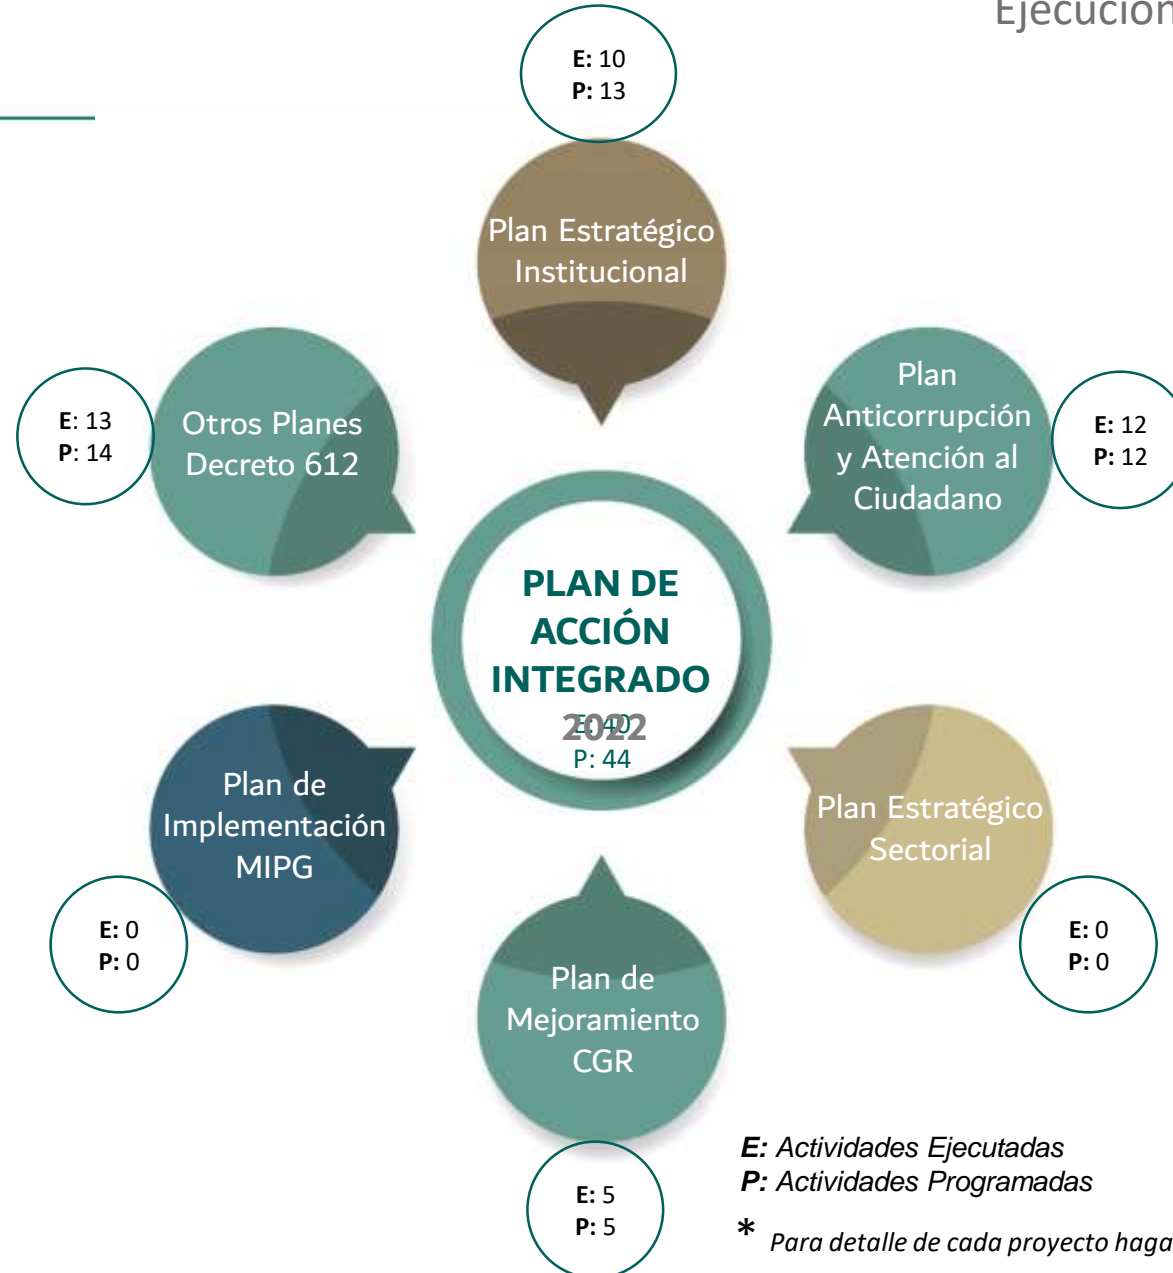 Ejecución
E: 10
P: 13
Plan Estratégico
Institucional
Plan
Anticorrupción
y Atención al
Ciudadano
E: 12
P: 12
Otros Planes
Decreto 612
E: 13
P: 14
PLAN DE
ACCIÓN
INTEGRADO
2022
E: 40
P: 44
Plan de
Implementación
MIPG
E: 0
P: 0
Plan Estratégico
Sectorial
E: 0
P: 0
Plan de
Mejoramiento
CGR
E: 5
P: 5
E: Actividades Ejecutadas
P: Actividades Programadas
* Para detalle de cada proyecto haga